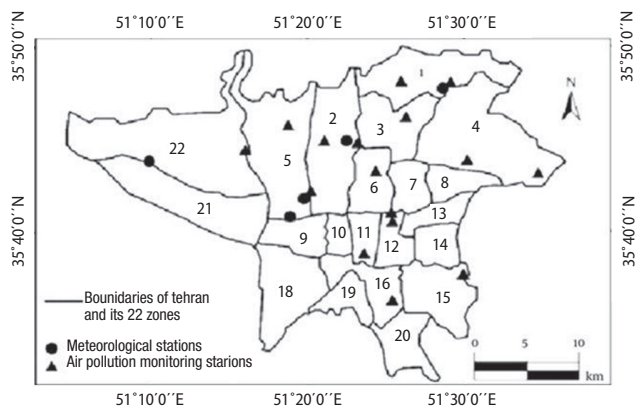 51°10′0′′E 51°20′0′′E 51°30′0′′E
35°50′0′′N
35°50′0′′N
N
1
2
3
4
22
5
6
7
8
21
13
9
10
11
12
14
18
19
16
15
20
35°40′0′′N
35°40′0′′N
Boundaries of tehran
and its 22 zones
Meteorological stations
Air pollution monitoring starions
0 5 10
km
51°10′0′′E 51°20′0′′E 51°30′0′′E